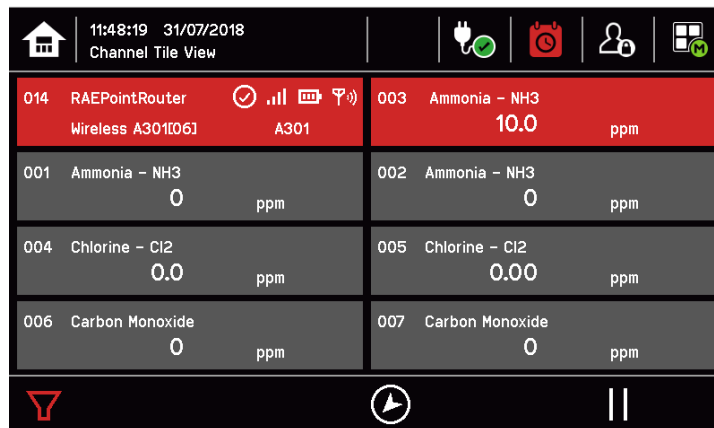 11:48:19 31/07/2018
Channel Tile View
M
014 RAEPointRouter
Wireless A301[06] A301
003 Ammonia - NH3
10.0 ppm
001 Ammonia - NH3
0 ppm
002 Ammonia - NH3
0 ppm
004 Chlorine - Cl2
0.0 ppm
005 Chlorine - Cl2
0.00 ppm
006 Carbon Monoxide
0 ppm
007 Carbon Monoxide
0 ppm